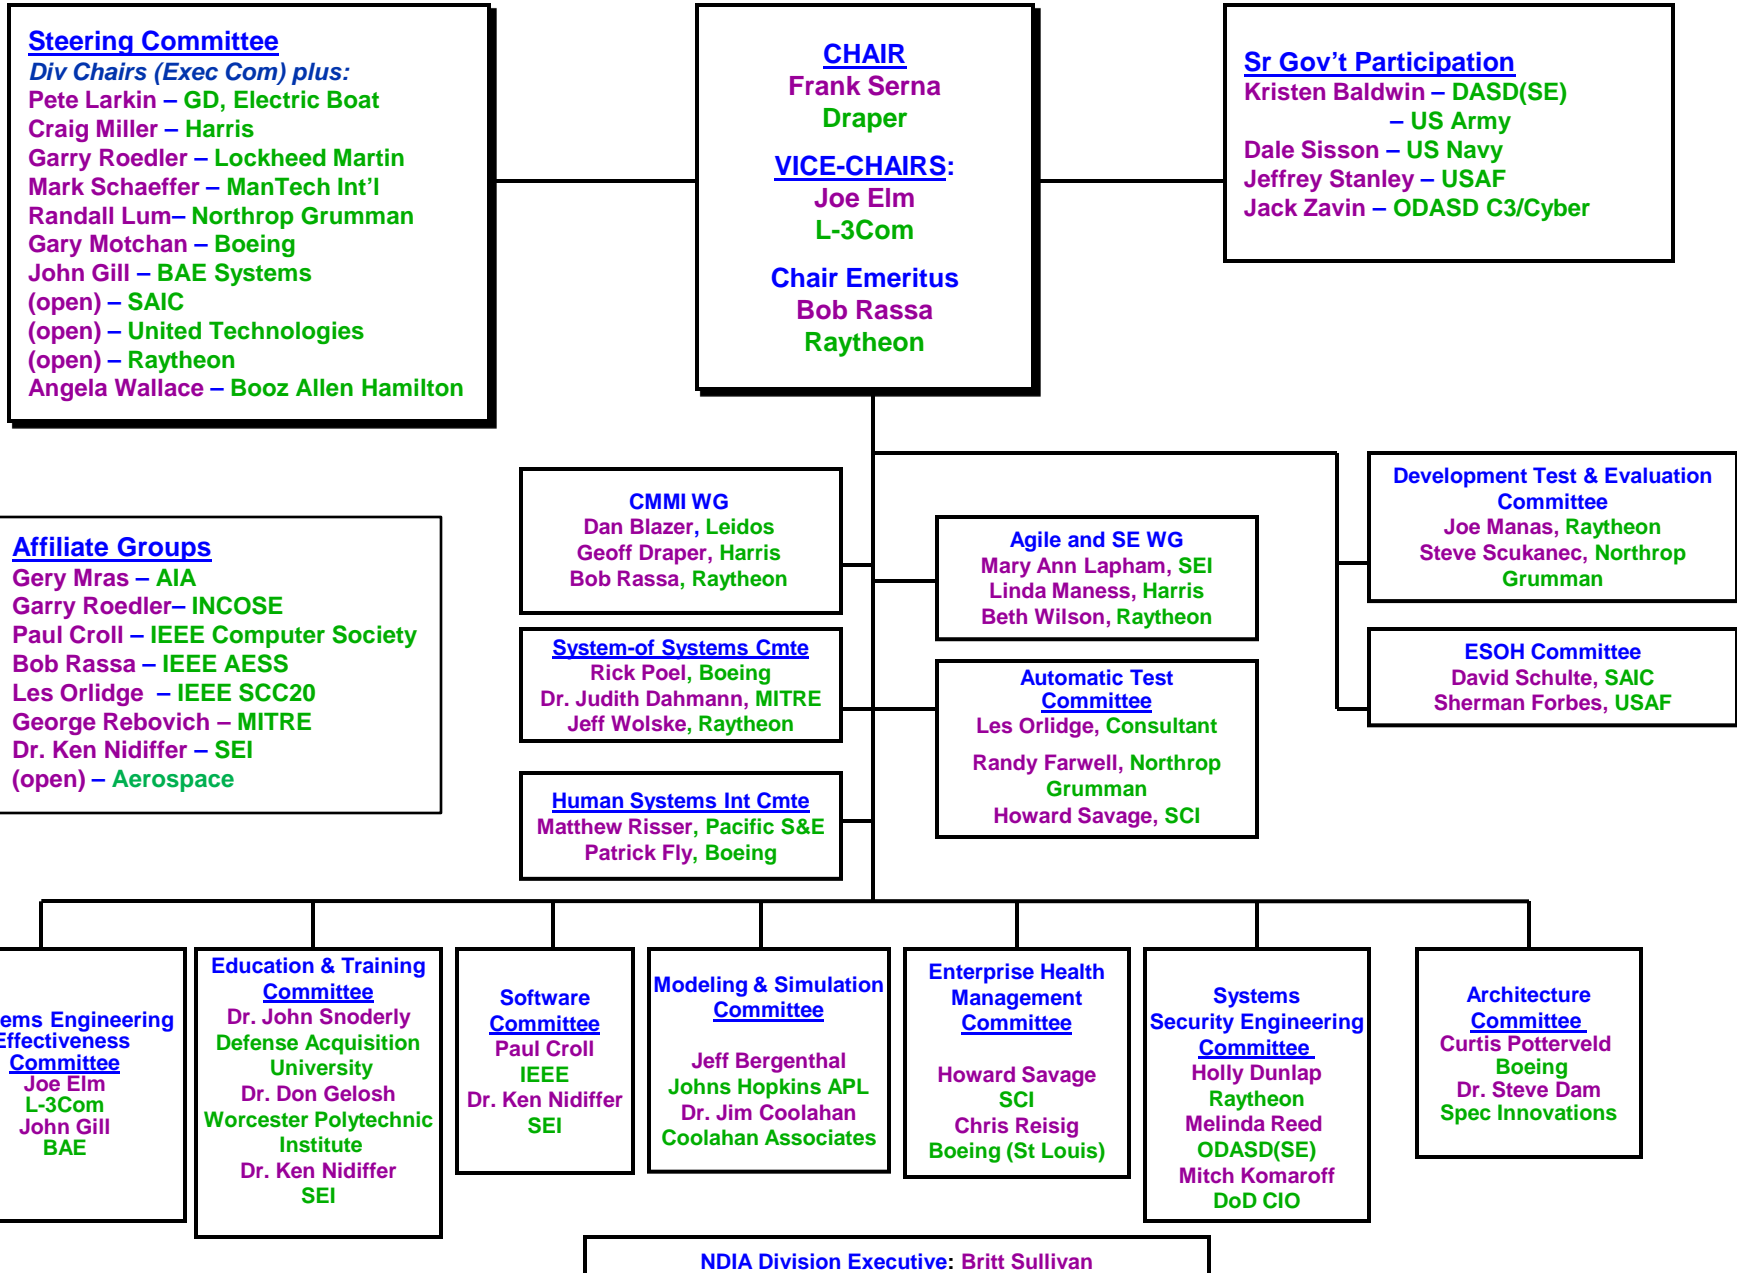 Steering Committee
Div Chairs (Exec Com) plus:
Pete Larkin – GD, Electric Boat
Craig Miller – Harris
Garry Roedler – Lockheed Martin
Mark Schaeffer – ManTech Int'l
Randall Lum– Northrop Grumman
Gary Motchan – Boeing
John Gill – BAE Systems
(open) – SAIC
(open) – United Technologies
(open) – Raytheon
Angela Wallace – Booz Allen Hamilton
CHAIR
Frank Serna
Draper
VICE-CHAIRS:
Joe Elm
L-3Com
Chair Emeritus
Bob Rassa
Raytheon
Sr Gov't Participation
Kristen Baldwin – DASD(SE)
– US Army
Dale Sisson – US Navy
Jeffrey Stanley – USAF
Jack Zavin – ODASD C3/Cyber
Affiliate Groups
Gery Mras – AIA
Garry Roedler– INCOSE
Paul Croll – IEEE Computer Society
Bob Rassa – IEEE AESS
Les Orlidge – IEEE SCC20
George Rebovich – MITRE
Dr. Ken Nidiffer – SEI
(open) – Aerospace
CMMI WG
Dan Blazer, Leidos
Geoff Draper, Harris
Bob Rassa, Raytheon
System-of Systems Cmte
Rick Poel, Boeing
Dr. Judith Dahmann, MITRE
Jeff Wolske, Raytheon
Human Systems Int Cmte
Matthew Risser, Pacific S&E
Patrick Fly, Boeing
Agile and SE WG
Mary Ann Lapham, SEI
Linda Maness, Harris
Beth Wilson, Raytheon
Automatic Test
Committee
Les Orlidge, Consultant
Randy Farwell, Northrop
Grumman
Howard Savage, SCI
Development Test & Evaluation
Committee
Joe Manas, Raytheon
Steve Scukanec, Northrop
Grumman
ESOH Committee
David Schulte, SAIC
Sherman Forbes, USAF
ems Engineering
Effectiveness
Committee
Joe Elm
L-3Com
John Gill
BAE
Education & Training
Committee
Dr. John Snoderly
Defense Acquisition
University
Dr. Don Gelosh
Worcester Polytechnic
Institute
Dr. Ken Nidiffer
SEI
Software
Committee
Paul Croll
IEEE
Dr. Ken Nidiffer
SEI
Modeling & Simulation
Committee
Jeff Bergenthal
Johns Hopkins APL
Dr. Jim Coolahan
Coolahan Associates
Enterprise Health
Management
Committee
Howard Savage
SCI
Chris Reisig
Boeing (St Louis)
Systems
Security Engineering
Committee
Holly Dunlap
Raytheon
Melinda Reed
ODASD(SE)
Mitch Komaroff
DoD CIO
Architecture
Committee
Curtis Potterveld
Boeing
Dr. Steve Dam
Spec Innovations
NDIA Division Executive: Britt Sullivan